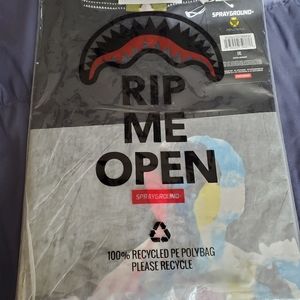 SPRAYGROUND®
RIP
ME
OPEN
SPRAYGROUND
100% RECYCLED PE POLYBAG
PLEASE RECYCLE